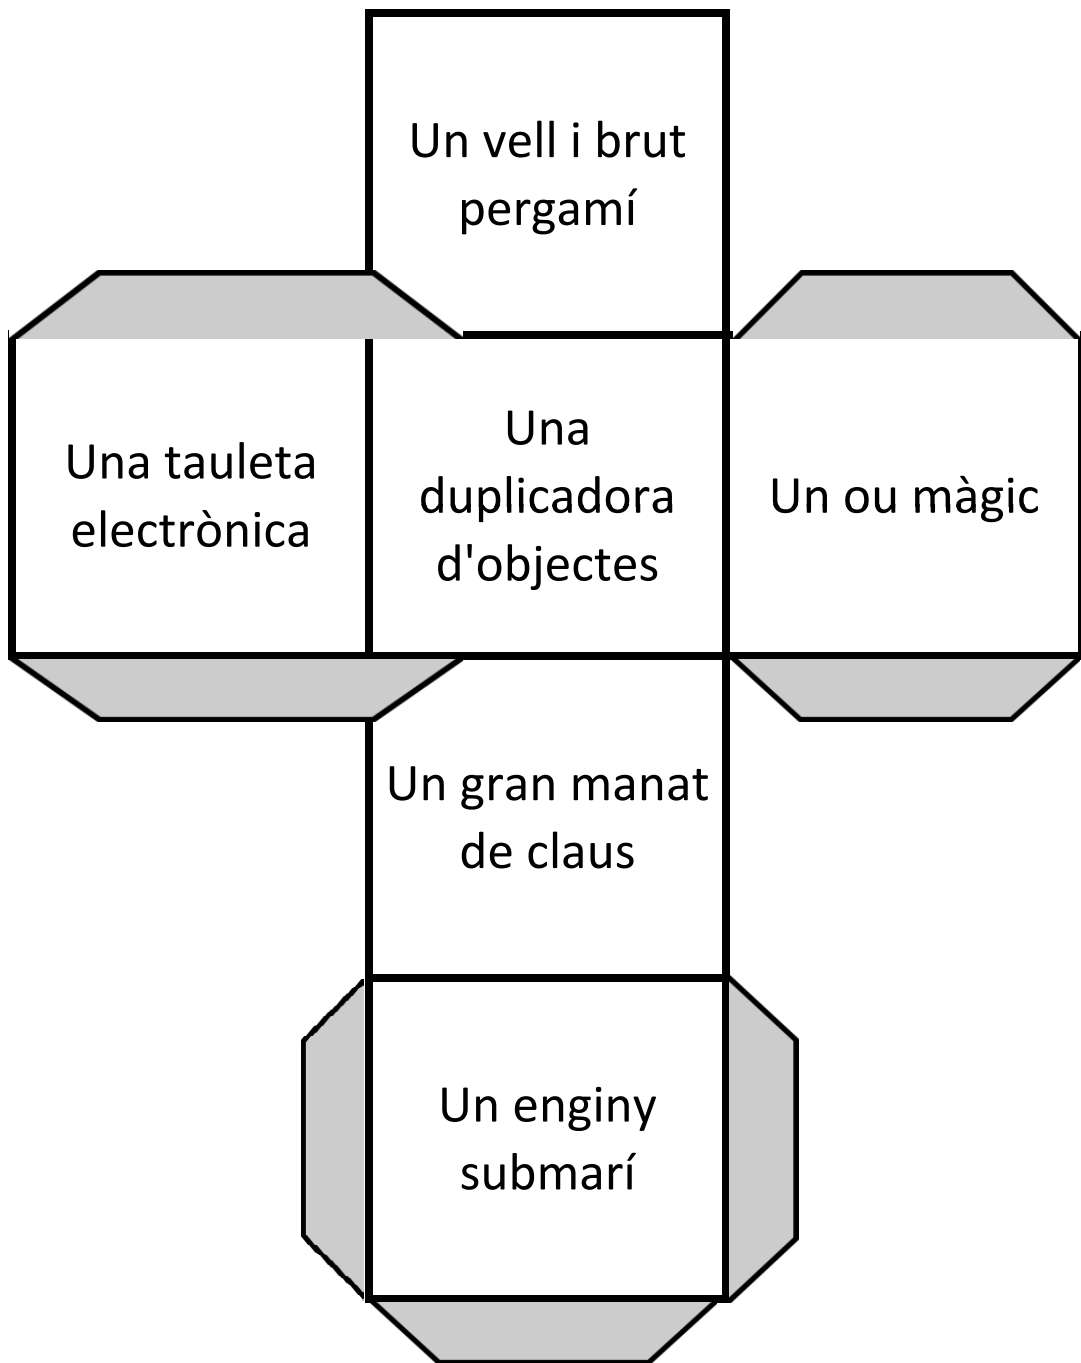 Un vell i brut
pergamí
Una tauleta
electrònica
Una
duplicadora
d'objectes
Un ou màgic
Un gran manat
de claus
Un enginy
submarí